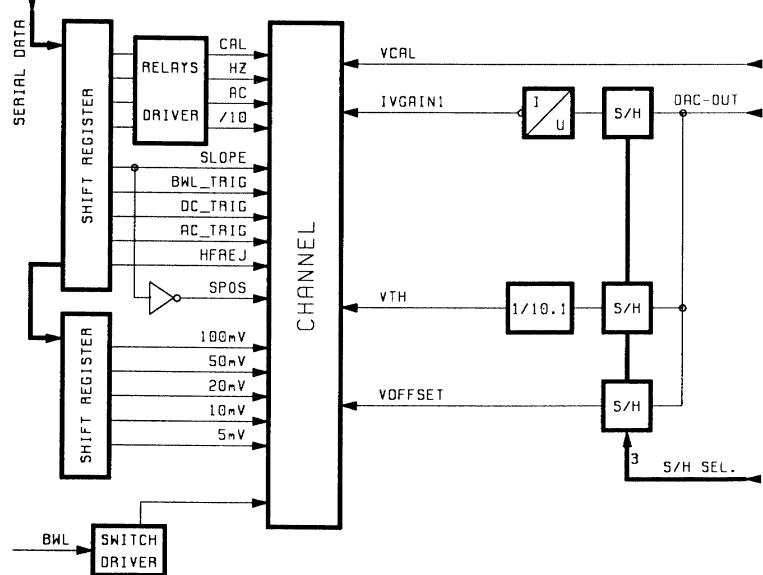 SERIAL DATA
SHIFT REGISTER
RELAYS
DRIVER
CAL
HZ
AC
/10
SLOPE
BWL_TRIG
DC_TRIG
AC_TRIG
HFREJ
SPOS
SHIFT REGISTER
100mV
50mV
20mV
10mV
5mV
BWL
SWITCH
DRIVER
CHANNEL
VCAL
IVGAIN1
I
U
S/H
DAC-OUT
VTH
1/10.1
S/H
VOFFSET
S/H
3
S/H SEL.